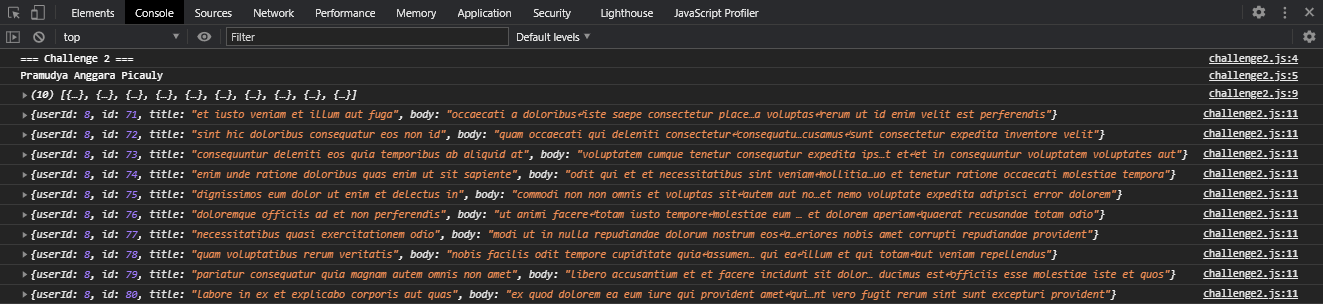 Elements Console Sources Network Performance Memory Application Security Lighthouse JavaScript Profiler
top Filter Default levels
=== Challenge 2 === challenge2.js:4
Pramudya Anggara Picauly challenge2.js:5
(10) [{…}, {…}, {…}, {…}, {…}, {…}, {…}, {…}, {…}, {…}] challenge2.js:9
{userId: 8, id: 71, title: "et iusto veniam et illum aut fuga", body: "occaecati a doloribus↵iste saepe consectetur place…a voluptas↵rerum ut id enim velit est perferendis"} challenge2.js:11
{userId: 8, id: 72, title: "sint hic doloribus consequatur eos non id", body: "quam occaecati qui deleniti consectetur↵consequatu…cusamus↵sunt consectetur expedita inventore velit"} challenge2.js:11
{userId: 8, id: 73, title: "consequuntur deleniti eos quia temporibus ab aliquid at", body: "voluptatem cumque tenetur consequatur expedita ips…t et↵et in consequuntur voluptatem voluptates aut"} challenge2.js:11
{userId: 8, id: 74, title: "enim unde ratione doloribus quas enim ut sit sapiente", body: "odit qui et et necessitatibus sint veniam↵mollitia…uo et tenetur ratione occaecati molestiae tempora"} challenge2.js:11
{userId: 8, id: 75, title: "dignissimos eum dolor ut enim et delectus in", body: "commodi non non omnis et voluptas sit↵autem aut no…et nemo voluptate expedita adipisci error dolorem"} challenge2.js:11
{userId: 8, id: 76, title: "doloremque officiis ad et non perferendis", body: "ut animi facere↵totam iusto tempore↵molestiae eum … et dolorem aperiam↵quaerat recusandae totam odio"} challenge2.js:11
{userId: 8, id: 77, title: "necessitatibus quasi exercitationem odio", body: "modi ut in nulla repudiandae dolorum nostrum eos↵a…eriores nobis amet corrupti repudiandae provident"} challenge2.js:11
{userId: 8, id: 78, title: "quam voluptatibus rerum veritatis", body: "nobis facilis odit tempore cupiditate quia↵assumen… qui ea↵illum et qui totam↵aut veniam repellendus"} challenge2.js:11
{userId: 8, id: 79, title: "pariatur consequatur quia magnam autem omnis non amet", body: "libero accusantium et et facere incidunt sit dolor… ducimus est↵officiis esse molestiae iste et quos"} challenge2.js:11
{userId: 8, id: 80, title: "labore in ex et explicabo corporis aut quas", body: "ex quod dolorem ea eum iure qui provident amet↵qui…nt vero fugit rerum sint sunt excepturi provident"} challenge2.js:11